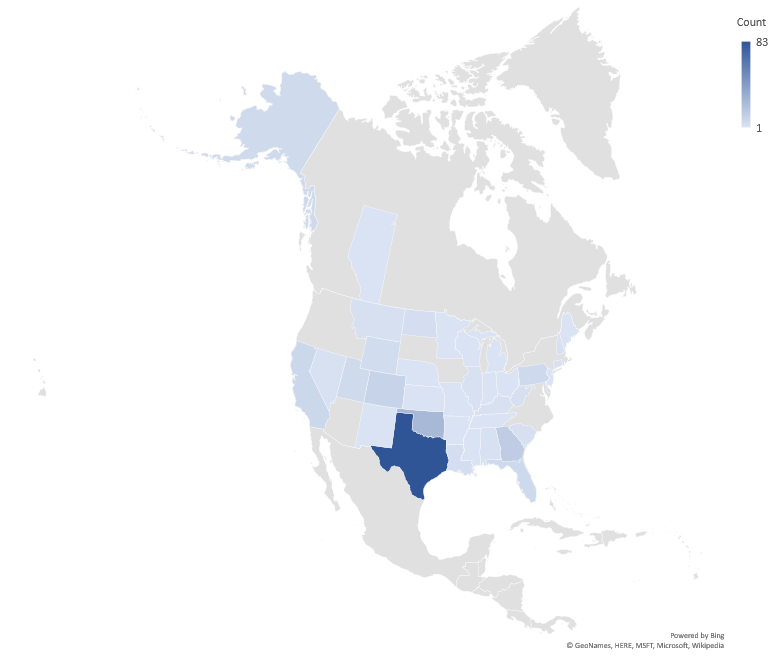 Count
83
1
Powered by Bing
© GeoNames, HERE, MSFT, Microsoft, Wikipedia